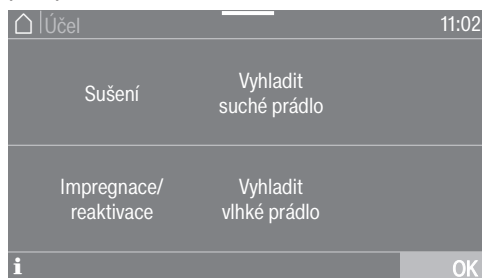 Účel
11:02
Sušení
Vyhladit
suché prádlo
Impregnace/
reaktivace
Vyhladit
vlhké prádlo
i
OK